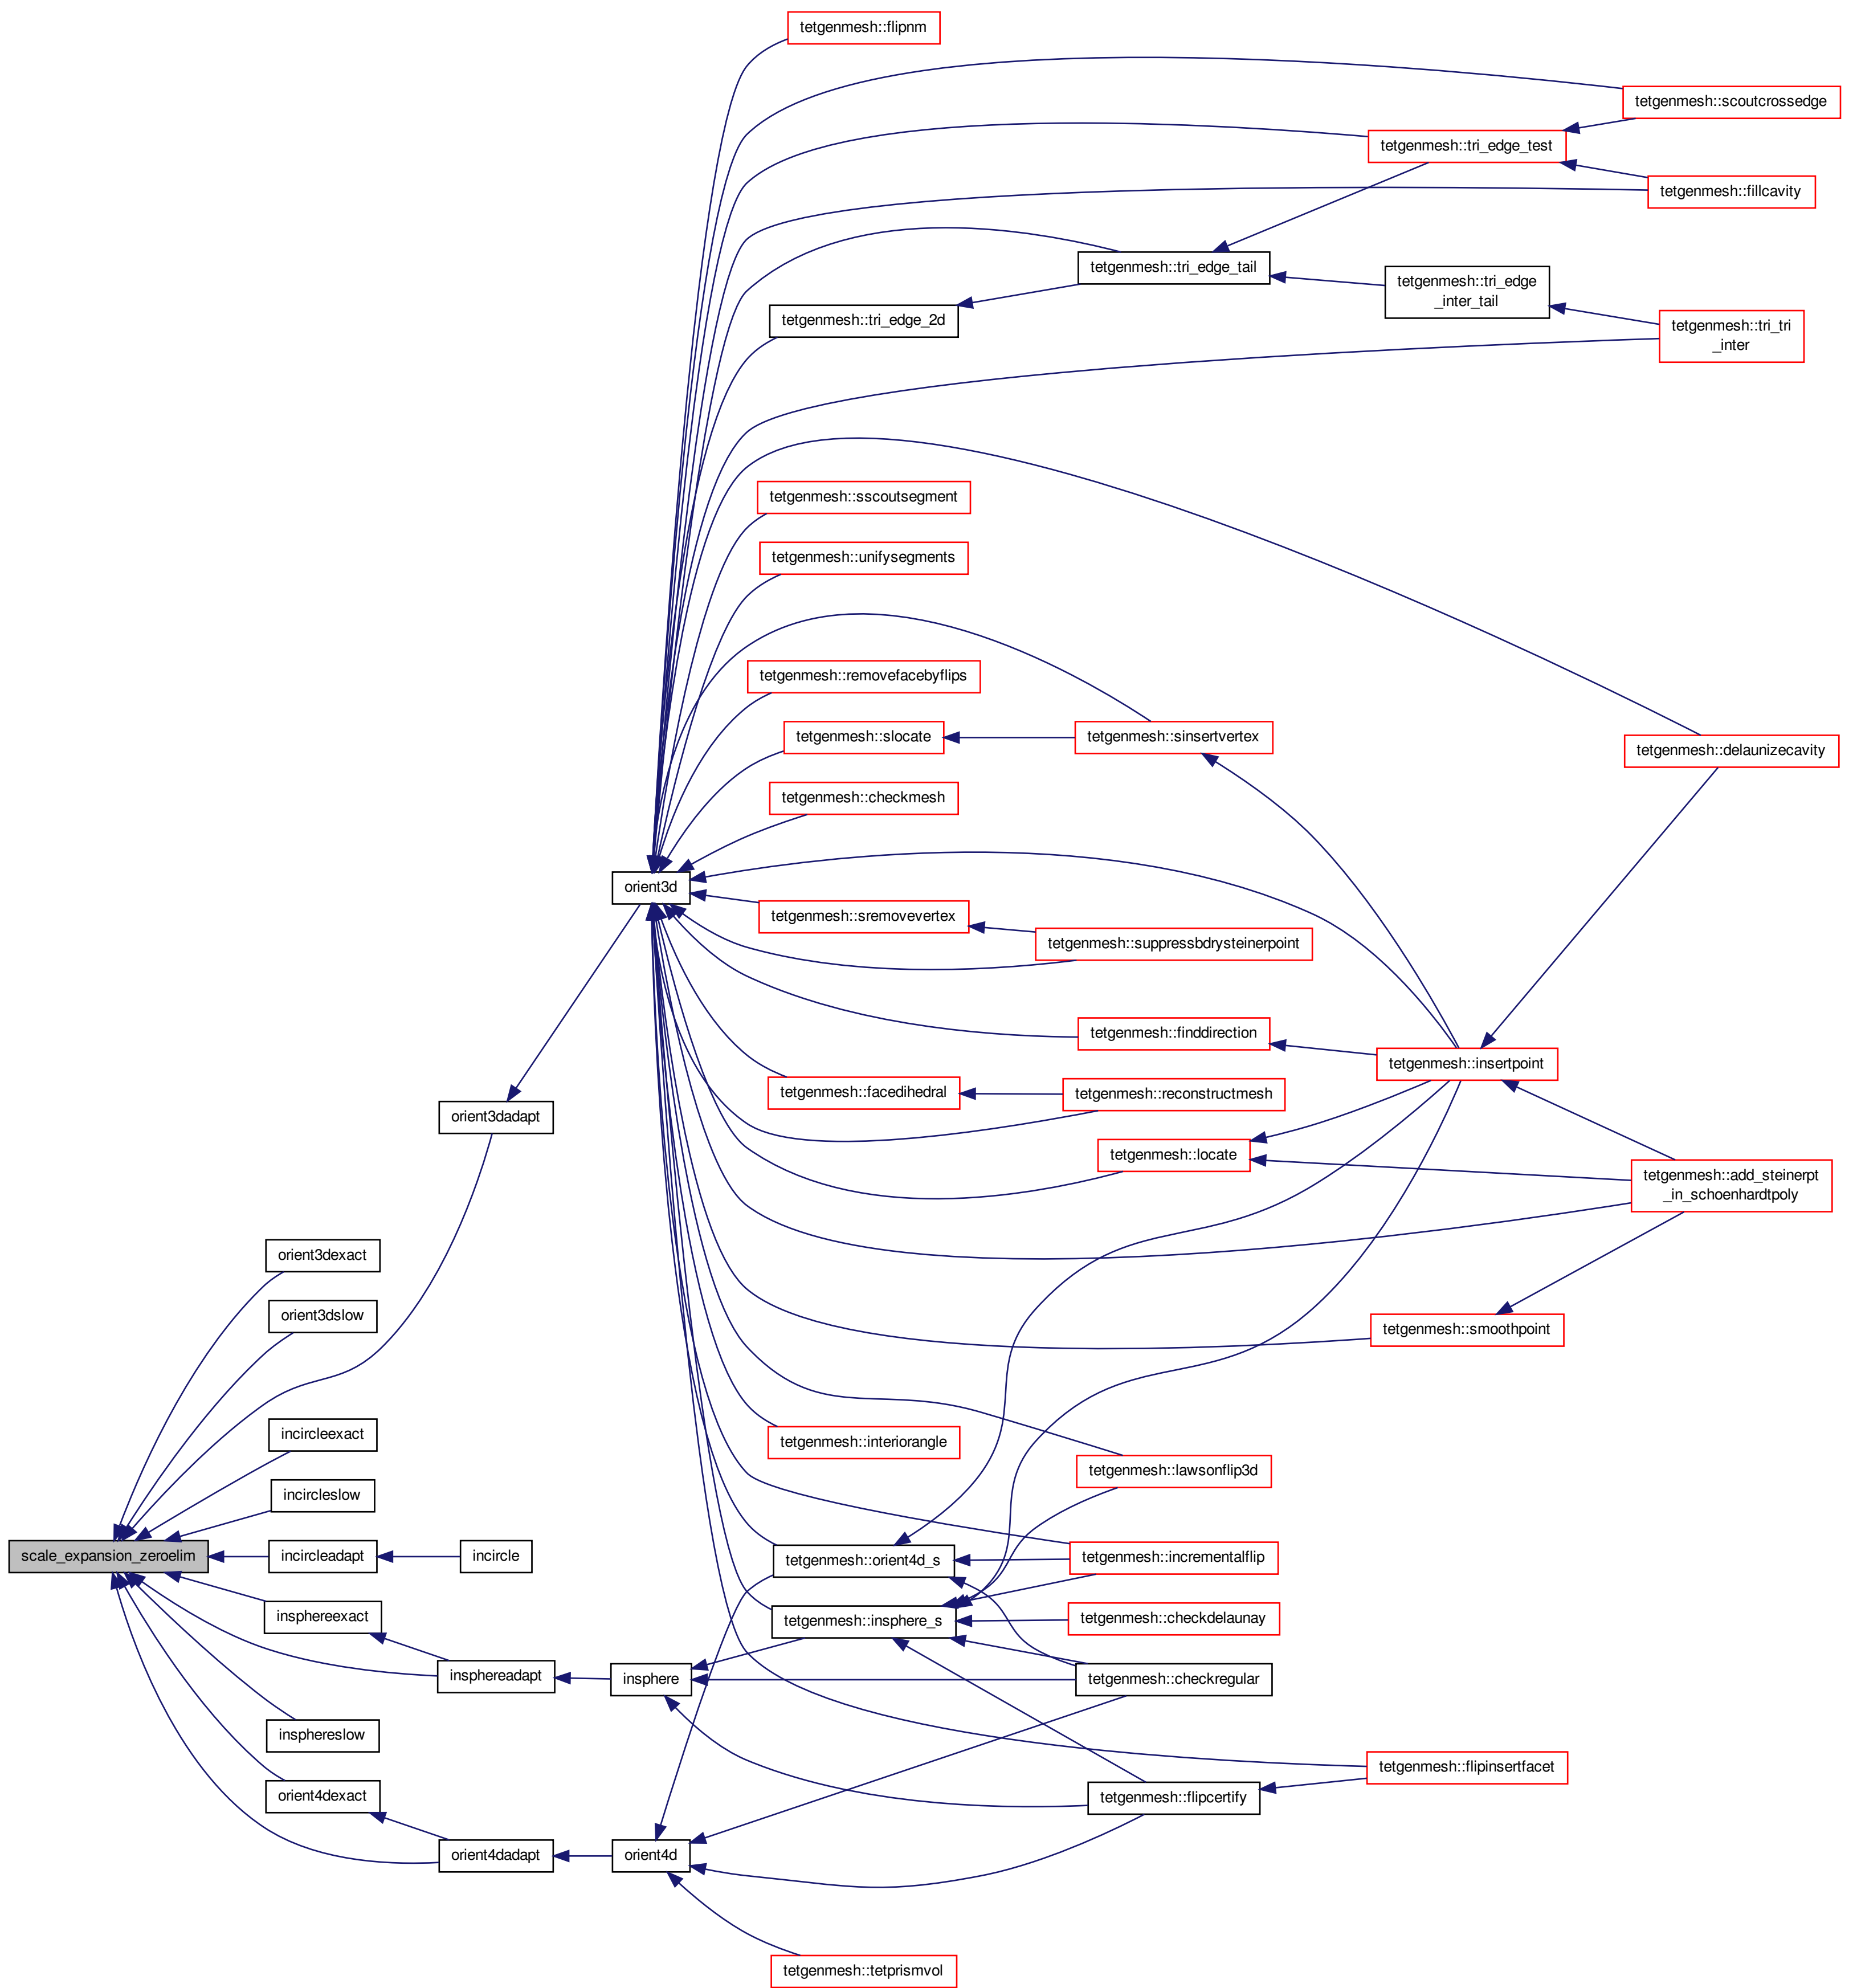 tetgenmesh::flipnm
tetgenmesh::scoutcrossedge
tetgenmesh::tri_edge_test
tetgenmesh::fillcavity
tetgenmesh::tri_edge_tail
tetgenmesh::tri_edge
_inter_tail
tetgenmesh::tri_edge_2d
tetgenmesh::tri_tri
_inter
tetgenmesh::sscoutsegment
tetgenmesh::unifysegments
tetgenmesh::removefacebyflips
tetgenmesh::slocate
tetgenmesh::sinsertvertex
tetgenmesh::delaunizecavity
tetgenmesh::checkmesh
orient3d
tetgenmesh::sremovevertex
tetgenmesh::suppressbdrysteinerpoint
tetgenmesh::finddirection
tetgenmesh::insertpoint
tetgenmesh::facedihedral
tetgenmesh::reconstructmesh
orient3dadapt
tetgenmesh::locate
tetgenmesh::add_steinerpt
_in_schoenhardtpoly
orient3dexact
orient3dslow
tetgenmesh::smoothpoint
incircleexact
tetgenmesh::interiorangle
tetgenmesh::lawsonflip3d
incircleslow
scale_expansion_zeroelim
incircleadapt
incircle
tetgenmesh::orient4d_s
tetgenmesh::incrementalflip
insphereexact
tetgenmesh::insphere_s
tetgenmesh::checkdelaunay
insphereadapt
insphere
tetgenmesh::checkregular
insphereslow
tetgenmesh::flipinsertfacet
orient4dexact
tetgenmesh::flipcertify
orient4dadapt
orient4d
tetgenmesh::tetprismvol